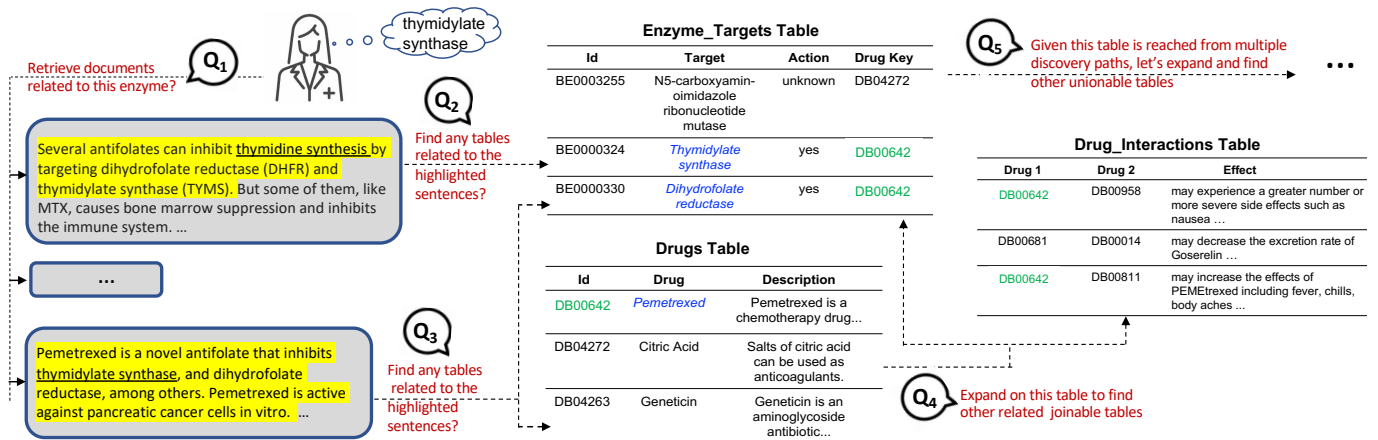 thymidylate
synthase
Q1
Retrieve documents
related to this enzyme?
Several antifolates can inhibit thymidine synthesis by
targeting dihydrofolate reductase (DHFR) and
thymidylate synthase (TYMS). But some of them, like
MTX, causes bone marrow suppression and inhibits
the immune system. ...
...
Pemetrexed is a novel antifolate that inhibits
thymidylate synthase, and dihydrofolate
reductase, among others. Pemetrexed is active
against pancreatic cancer cells in vitro. ...
Q2
Find any tables
related to the
highlighted
sentences?
Q3
Find any tables
related to the
highlighted
sentences?
Enzyme_Targets Table
Id Target Action Drug Key
BE0003255 N5-carboxyamin- unknown DB04272
oimidazole
ribonucleotide
mutase
BE0000324 Thymidylate yes DB00642
synthase
BE0000330 Dihydrofolate yes DB00642
reductase
Drugs Table
Id Drug Description
DB00642 Pemetrexed Pemetrexed is a
chemotherapy drug...
DB04272 Citric Acid Salts of citric acid
can be used as
anticoagulants.
DB04263 Geneticin Geneticin is an
aminoglycoside
antibiotic...
Q5
Given this table is reached from multiple
discovery paths, let's expand and find
other unionable tables
...
Drug_Interactions Table
Drug 1 Drug 2 Effect
DB00642 DB00958 may experience a greater number or
more severe side effects such as
nausea ...
DB00681 DB00014 may decrease the excretion rate of
Goserelin ...
DB00642 DB00811 may increase the effects of
PEMEtrexed including fever, chills,
body aches ...
Q4
Expand on this table to find
other related joinable tables